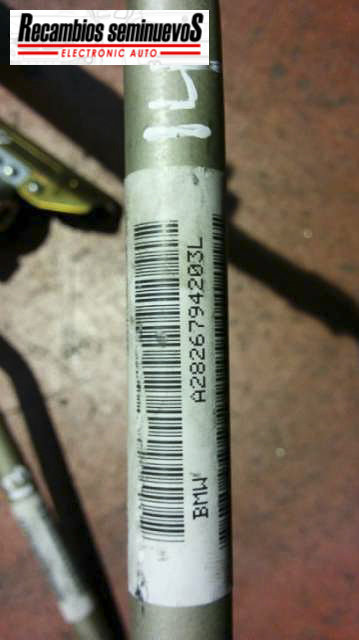 Recambios seminuevoS
ELECTRONIC AUTO
BMW A2826794203L